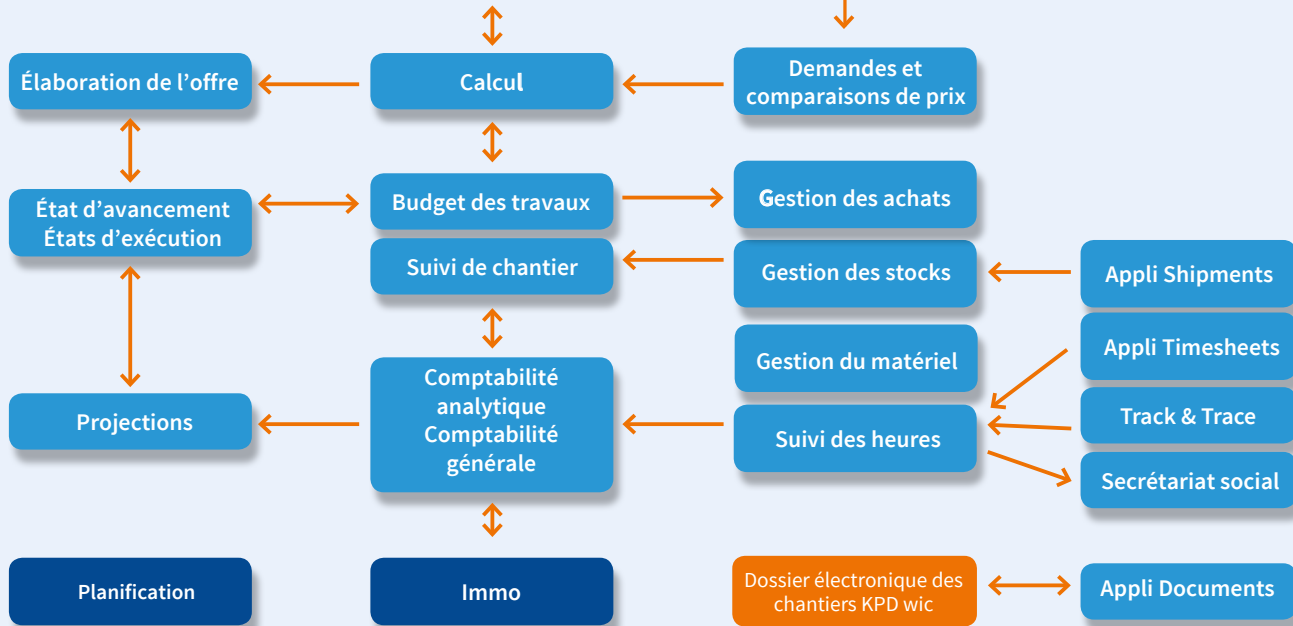 Élaboration de l’offre
Calcul
Demandes et
comparaisons de prix
État d’avancement
États d’exécution
Budget des travaux
Gestion des achats
Suivi de chantier
Gestion des stocks
Appli Shipments
Gestion du matériel
Appli Timesheets
Projections
Comptabilité
analytique
Comptabilité
générale
Suivi des heures
Track & Trace
Secrétariat social
Planification
Immo
Dossier électronique des
chantiers KPD wic
Appli Documents